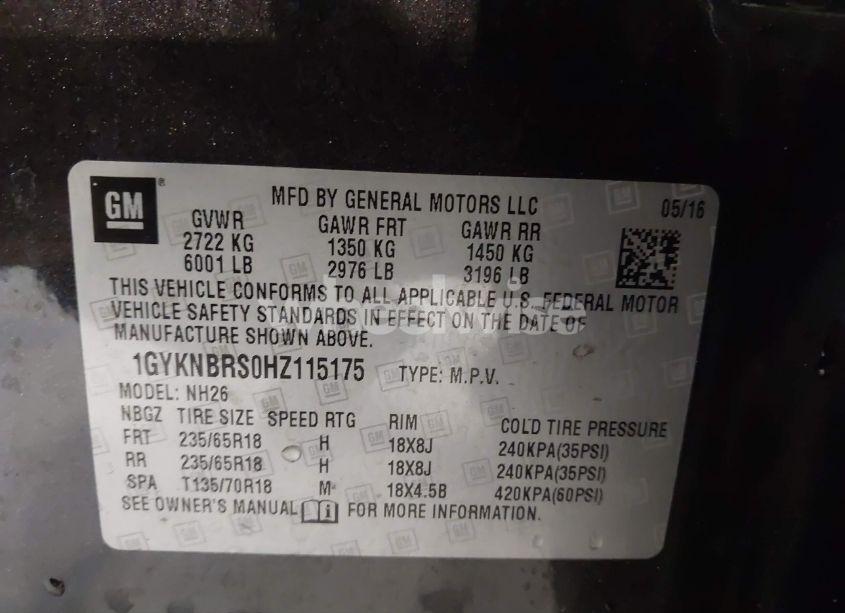 GM
MFD BY GENERAL MOTORS LLC 05/16
GVWR GAWR FRT GAWR RR
2722 KG 1350 KG 1450 KG
6001 LB 2976 LB 3196 LB
THIS VEHICLE CONFORMS TO ALL APPLICABLE U.S. FEDERAL MOTOR
VEHICLE SAFETY STANDARDS IN EFFECT ON THE DATE OF
MANUFACTURE SHOWN ABOVE.
1GYKNBRS0HZ115175 TYPE: M.P.V.
MODEL: NH26
NBGZ TIRE SIZE SPEED RTG RIM COLD TIRE PRESSURE
FRT 235/65R18 H 18X8J 240KPA(35PSI)
RR 235/65R18 H 18X8J 240KPA(35PSI)
SPA T135/70R18 M 18X4.5B 420KPA(60PSI)
SEE OWNER'S MANUAL FOR MORE INFORMATION.